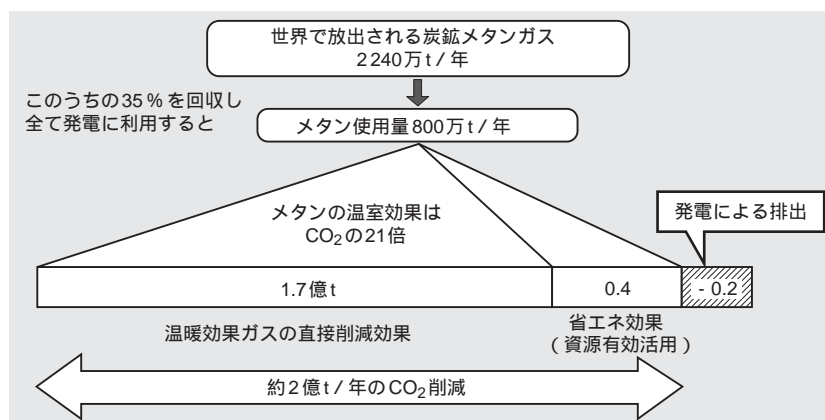 世界で放出される炭鉱メタンガス
2240万t/年
このうちの35%を回収し
全て発電に利用すると
メタン使用量800万t/年
メタンの温室効果は
CO₂の21倍
発電による排出
1.7億t
0.4
- 0.2
温暖効果ガスの直接削減効果
省エネ効果
(資源有効活用)
約2億t/年のCO₂削減